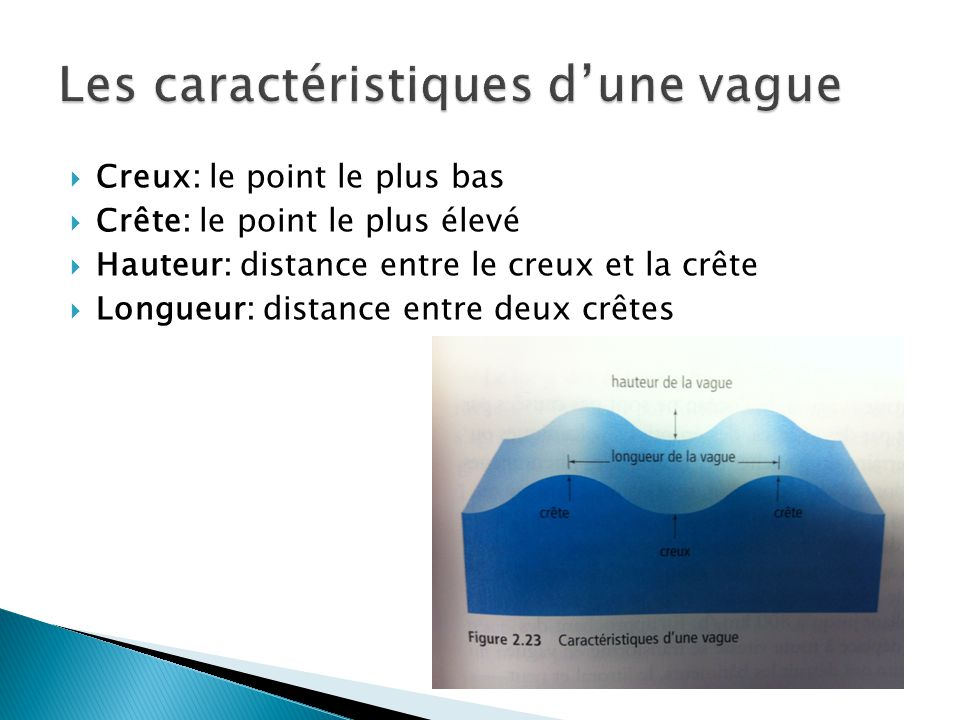 Les caractéristiques d’une vague
Creux: le point le plus bas
Crête: le point le plus élevé
Hauteur: distance entre le creux et la crête
Longueur: distance entre deux crêtes
hauteur de la vague
longueur de la vague
crête
crête
creux
Figure 2.23 Caractéristiques d'une vague